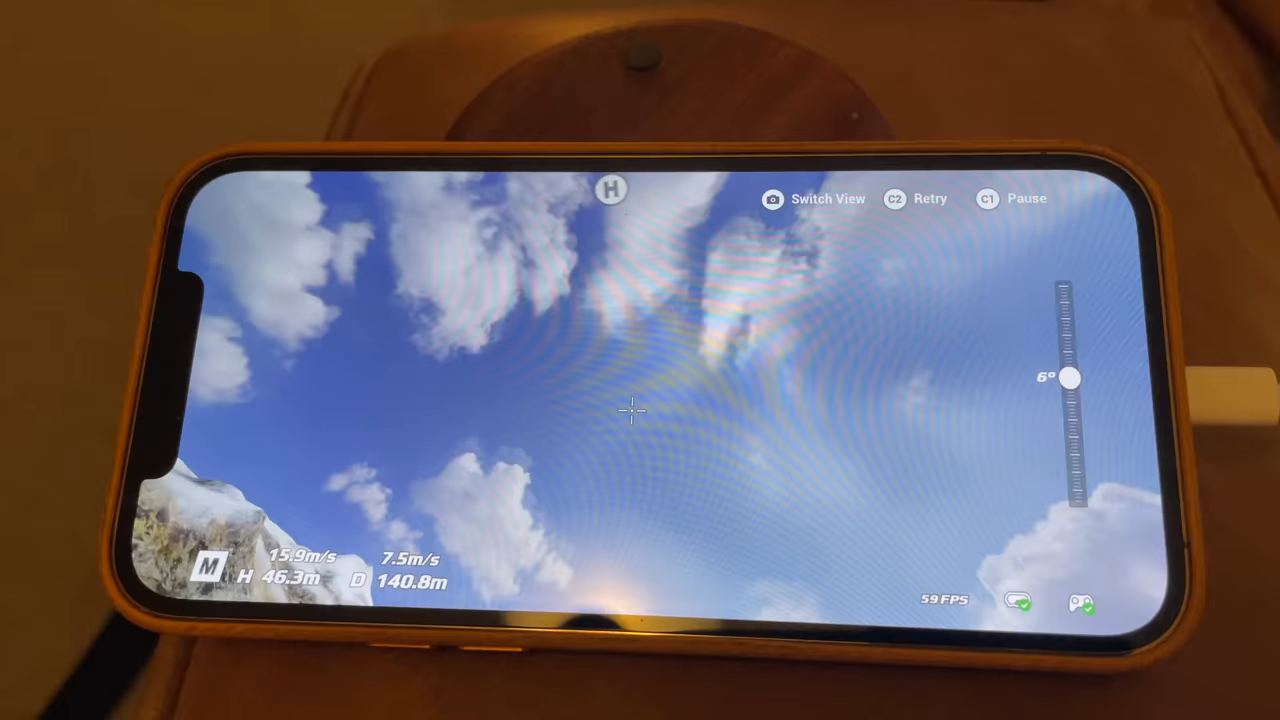 H
Switch View
C2 Retry
C1 Pause
6°
15.9m/s 7.5m/s
M H 46.3m D 140.8m
59 FPS